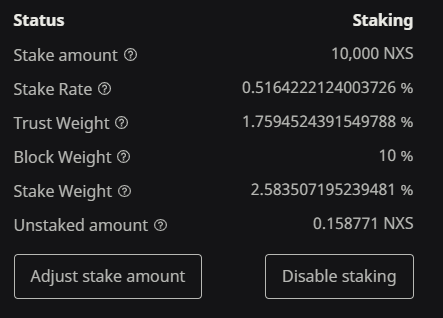 Status Staking
Stake amount 10,000 NXS
Stake Rate 0.5164222124003726 %
Trust Weight 1.7594524391549788 %
Block Weight 10 %
Stake Weight 2.583507195239481 %
Unstaked amount 0.158771 NXS
Adjust stake amount Disable staking